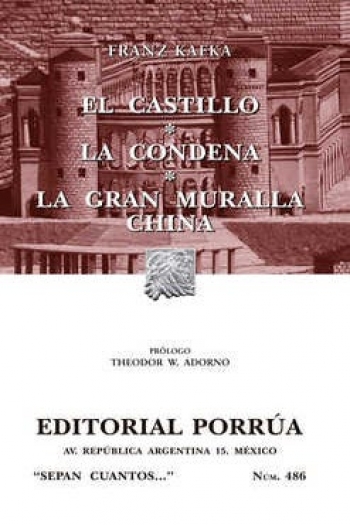 FRANZ KAFKA
EL CASTILLO
*
LA CONDENA
*
LA GRAN MURALLA
CHINA
PRÓLOGO
THEODOR W. ADORNO
EDITORIAL PORRÚA
AV. REPÚBLICA ARGENTINA 15, MÉXICO
“SEPAN CUANTOS...” NÚM. 486